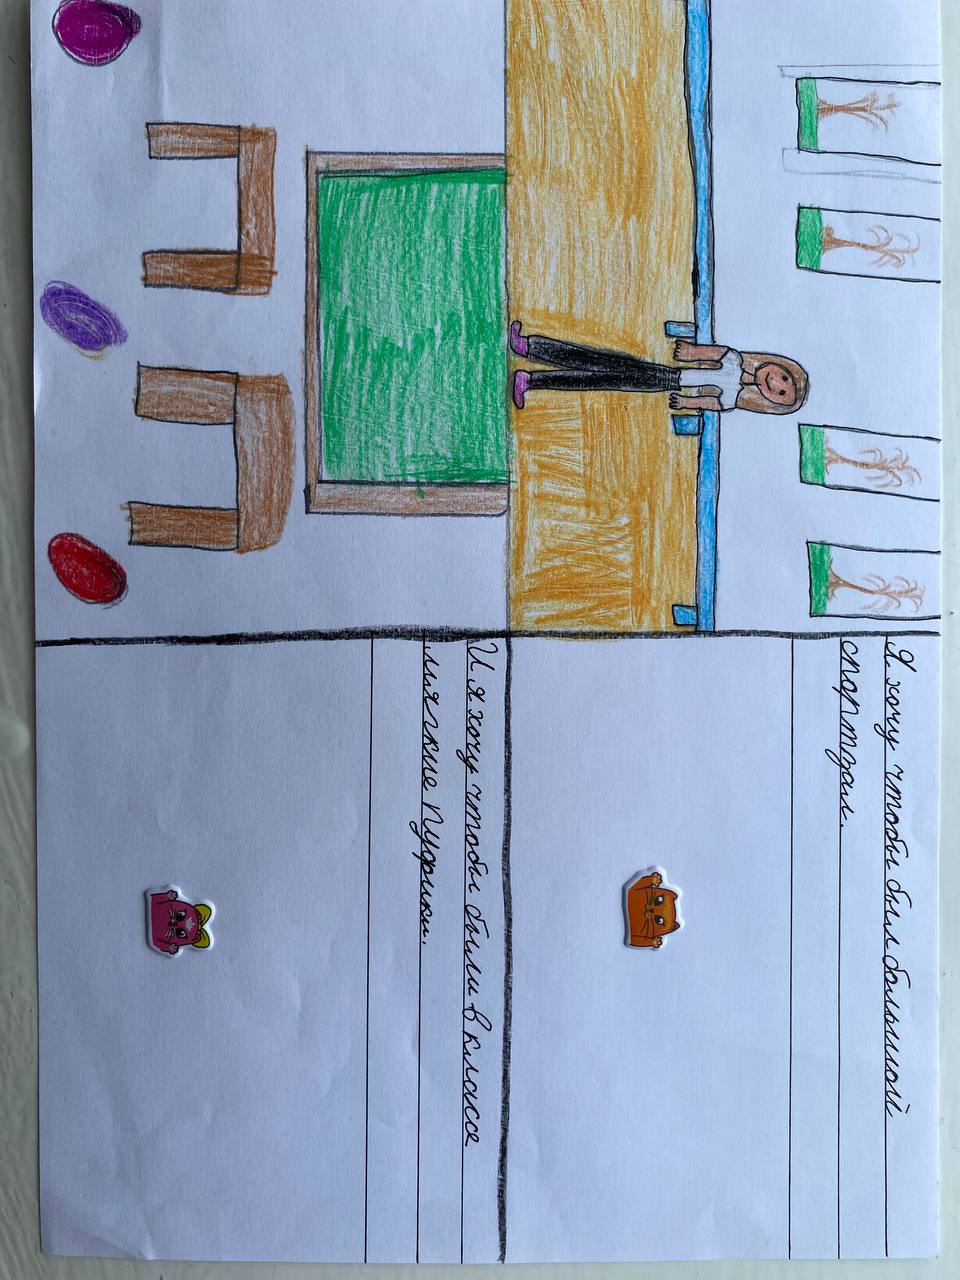 Я хочу чтобы был большой
спортзал.
И я хочу чтобы были в классе
мягкие пуфики.